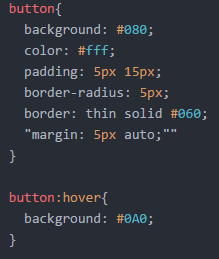 button{
  background: #080;
  color: #fff;
  padding: 5px 15px;
  border-radius: 5px;
  border: thin solid #060;
  "margin: 5px auto;""
}

button:hover{
  background: #0A0;
}